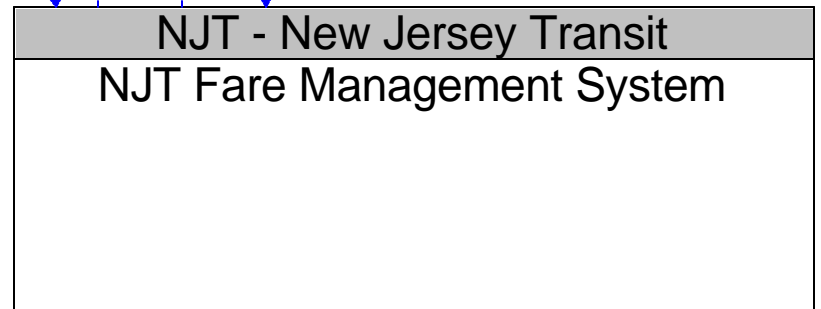 NJT - New Jersey Transit
NJT Fare Management System